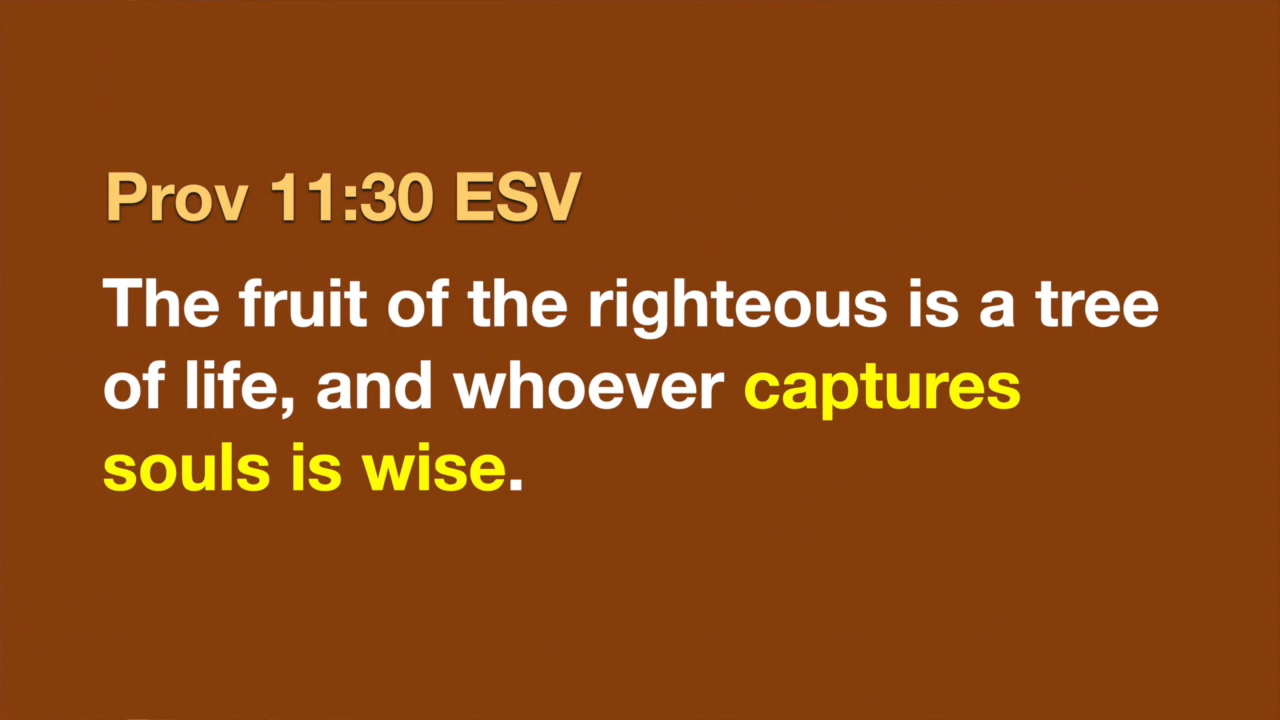 Prov 11:30 ESV
The fruit of the righteous is a tree
of life, and whoever captures
souls is wise.